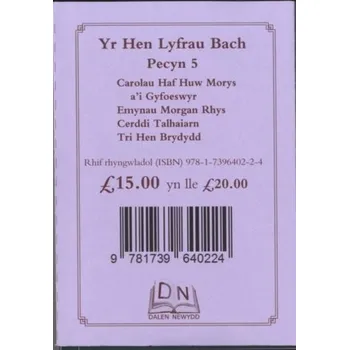 Yr Hen Lyfrau Bach
Pecyn 5
Carolau Haf Huw Morys
a'i Gyfoeswyr
Emynau Morgan Rhys
Cerddi Talhaiarn
Tri Hen Brydydd
Rhif rhyngwladol (ISBN) 978-1-7396402-2-4
£15.00 yn lle £20.00
9 781739 640224
D N
DALEN NEWYDD